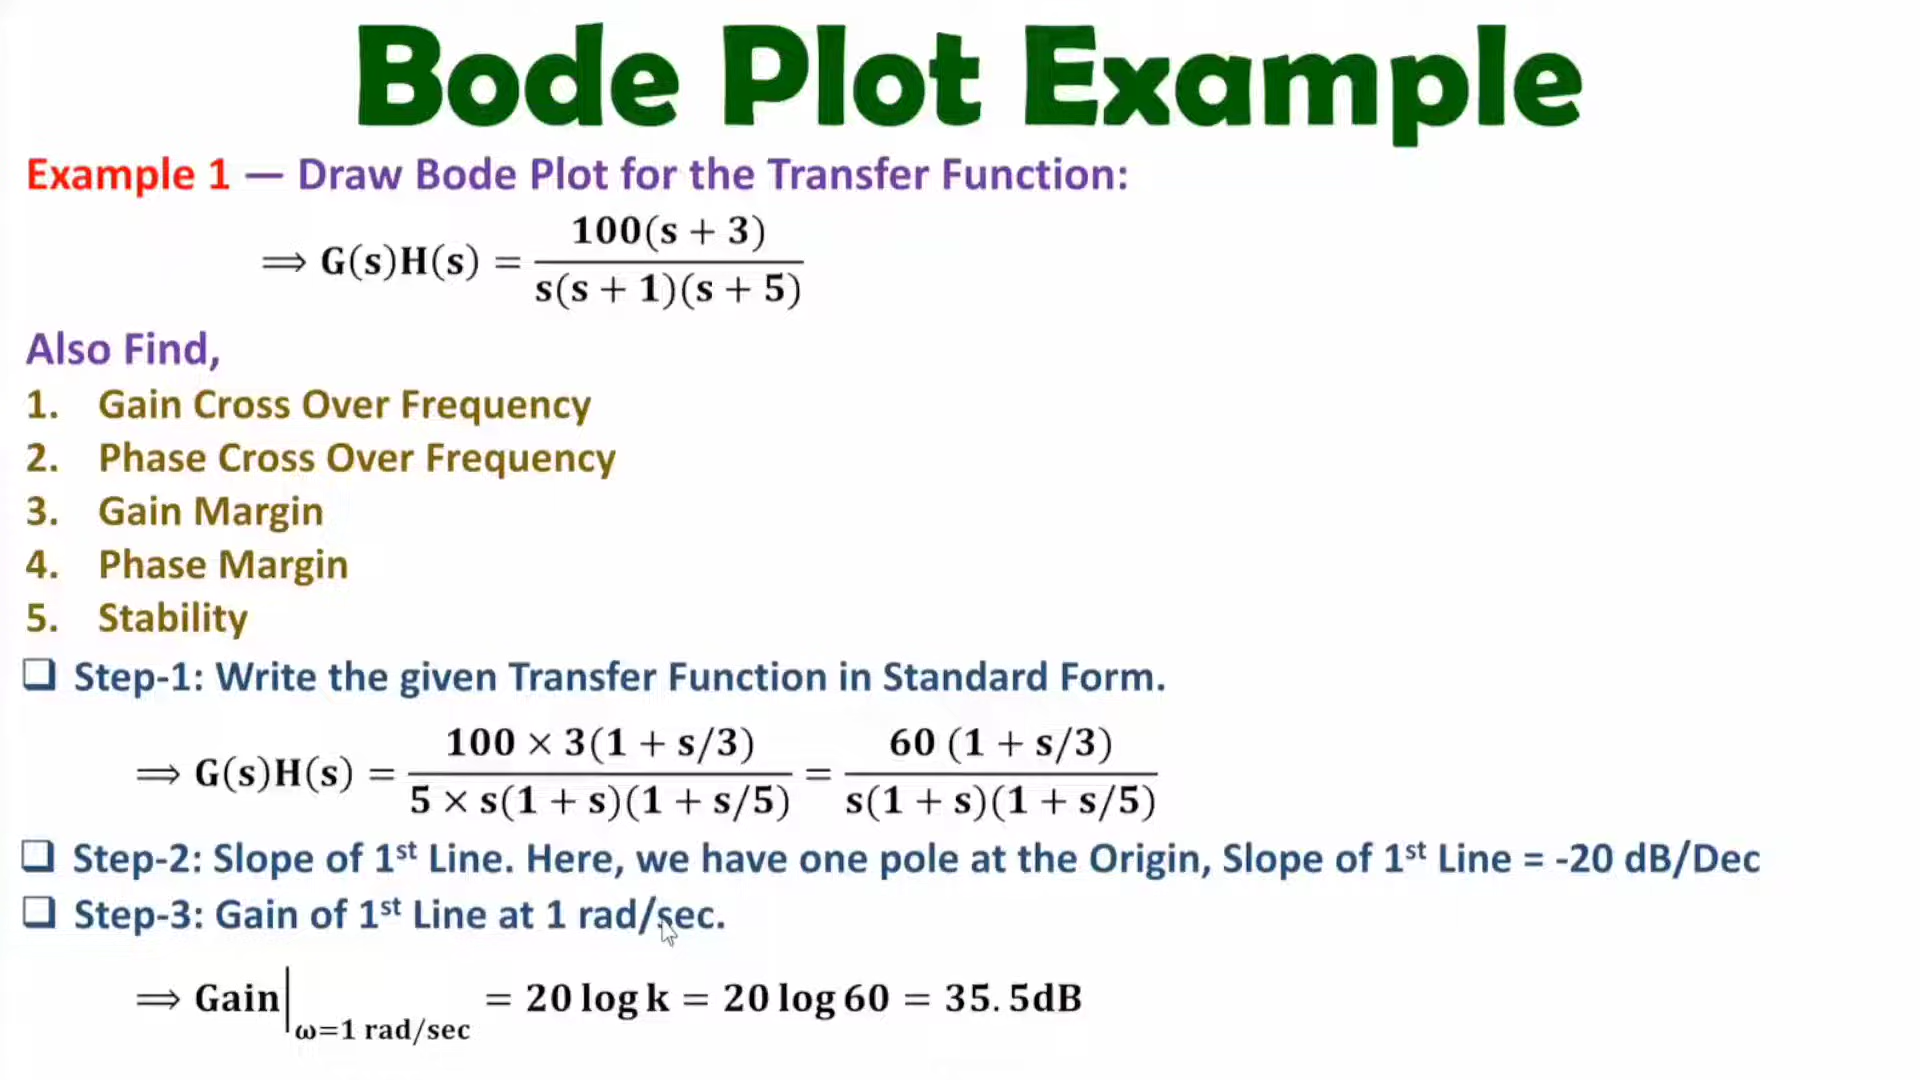 Bode Plot Example
Example 1 — Draw Bode Plot for the Transfer Function:
⟹ G(s)H(s) = 100(s + 3) / s(s + 1)(s + 5)
Also Find,
1. Gain Cross Over Frequency
2. Phase Cross Over Frequency
3. Gain Margin
4. Phase Margin
5. Stability
❑ Step-1: Write the given Transfer Function in Standard Form.
⟹ G(s)H(s) = 100 × 3(1 + s/3) / 5 × s(1 + s)(1 + s/5) = 60 (1 + s/3) / s(1 + s)(1 + s/5)
❑ Step-2: Slope of 1st Line. Here, we have one pole at the Origin, Slope of 1st Line = -20 dB/Dec
❑ Step-3: Gain of 1st Line at 1 rad/sec.
⟹ Gain| ω=1 rad/sec = 20 log k = 20 log 60 = 35.5dB